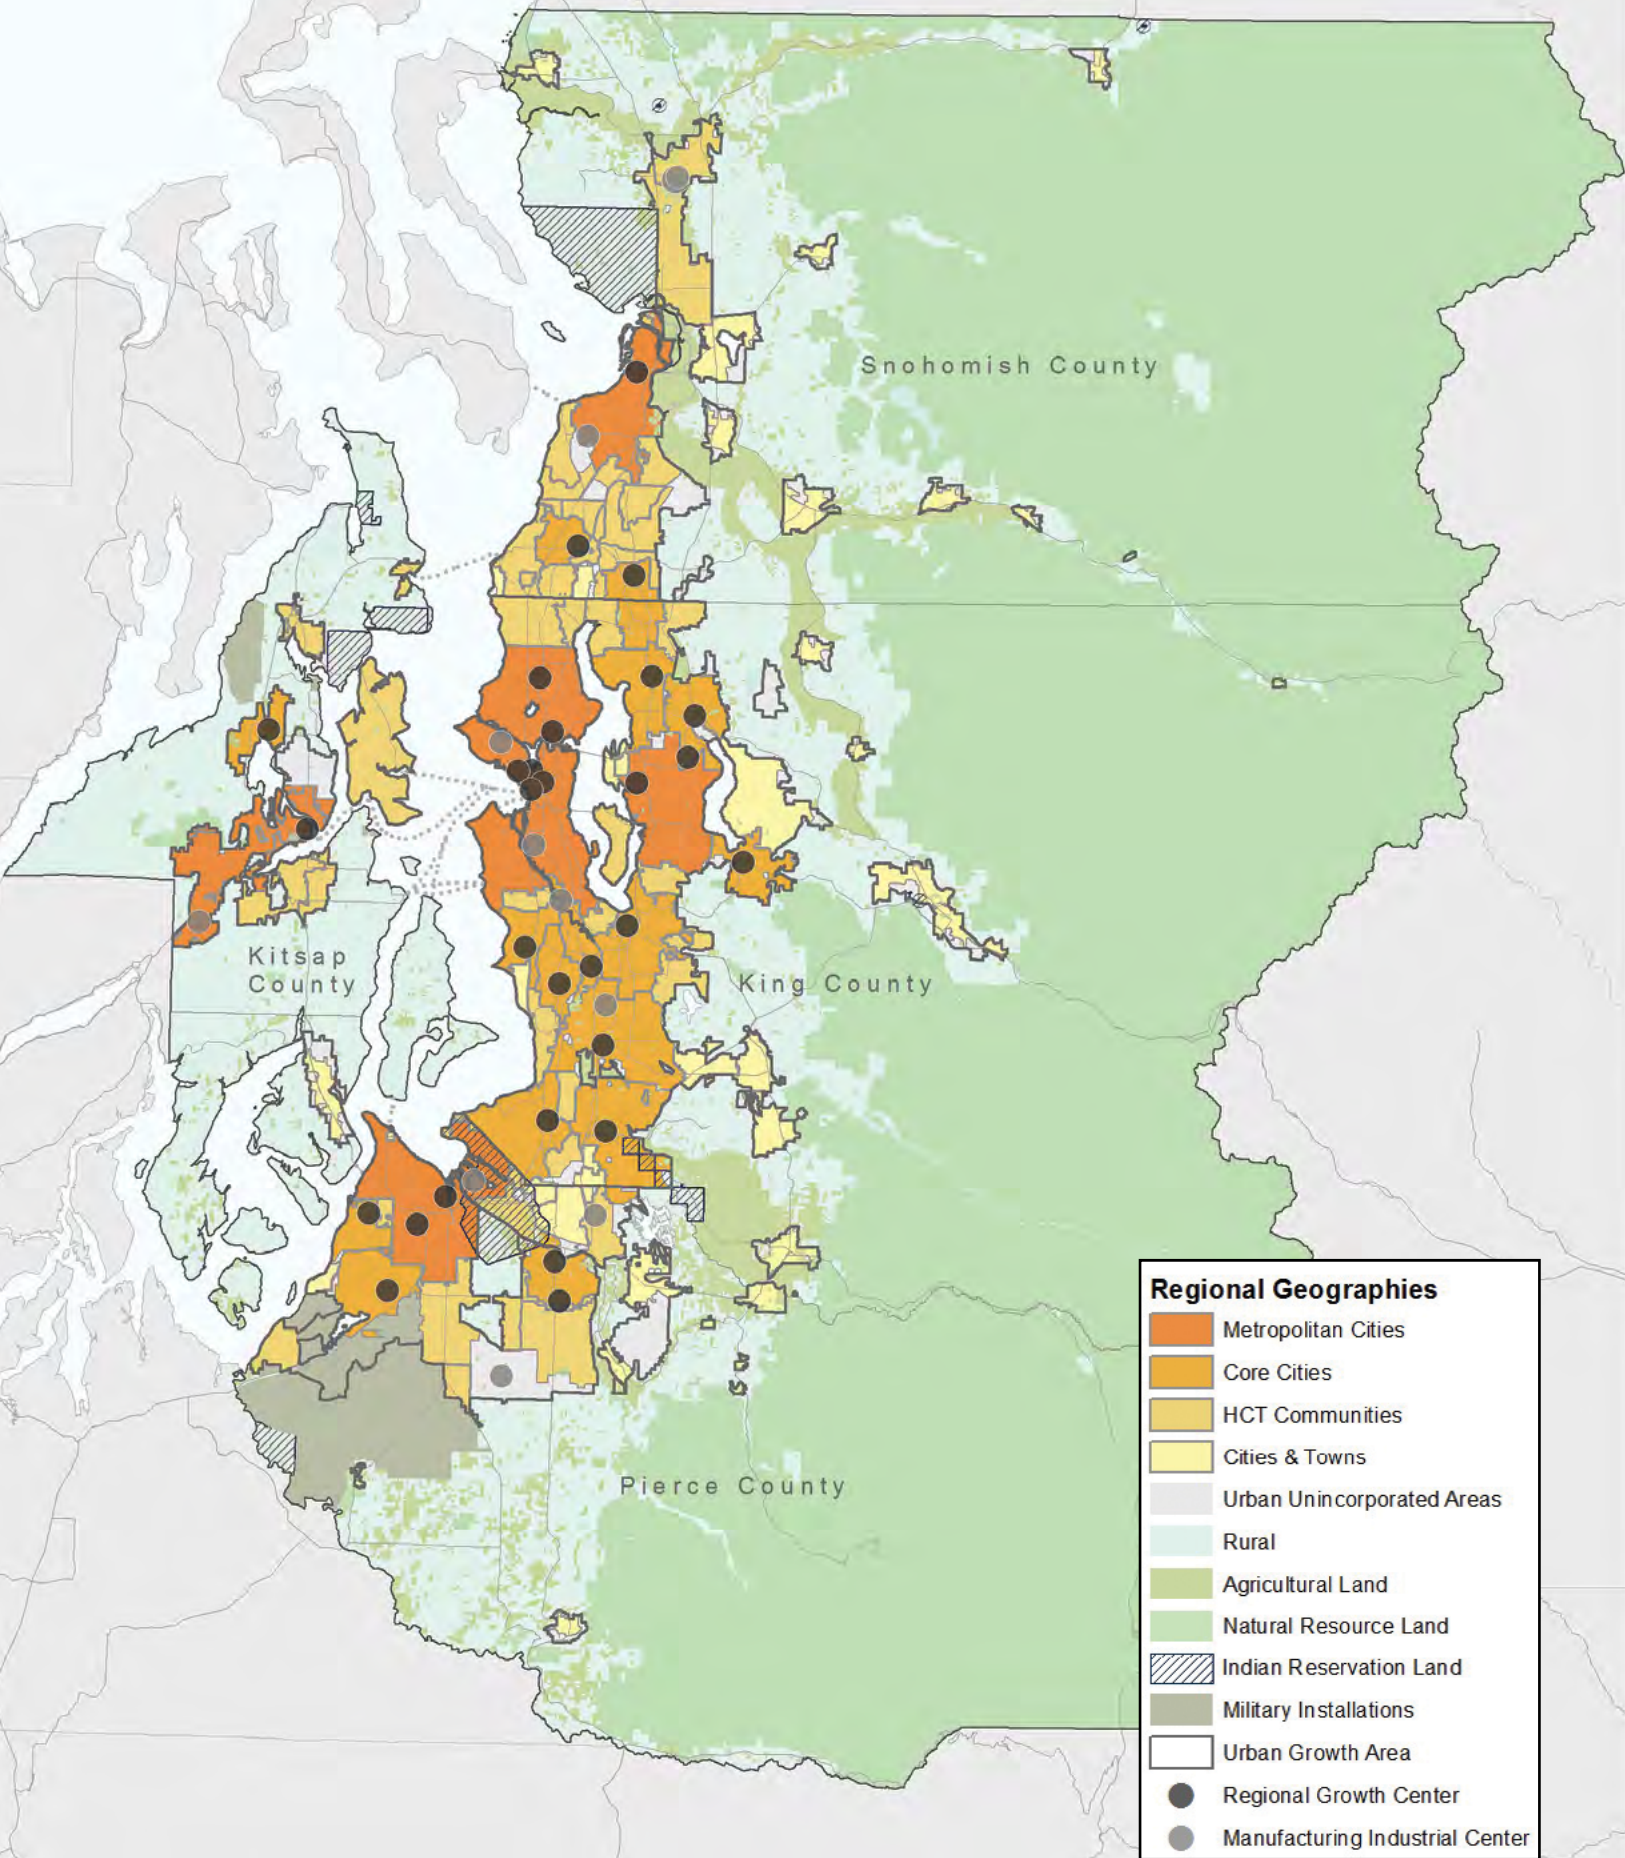 Snohomish County
Kitsap
County
King County
Pierce County
Regional Geographies
Metropolitan Cities
Core Cities
HCT Communities
Cities & Towns
Urban Unincorporated Areas
Rural
Agricultural Land
Natural Resource Land
Indian Reservation Land
Military Installations
Urban Growth Area
Regional Growth Center
Manufacturing Industrial Center